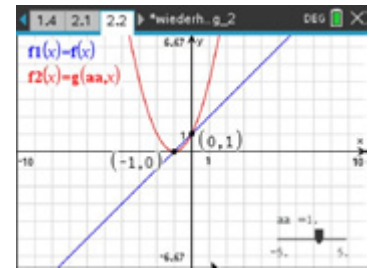 1.4 2.1 2.2 *wiederh...g_2 DEG
f1(x)=f(x)
f2(x)=g(aa,x)
6.67 y
1 (0,1)
x
-10 (-1,0) 1 10
aa =1.
-5. 5.
-6.67